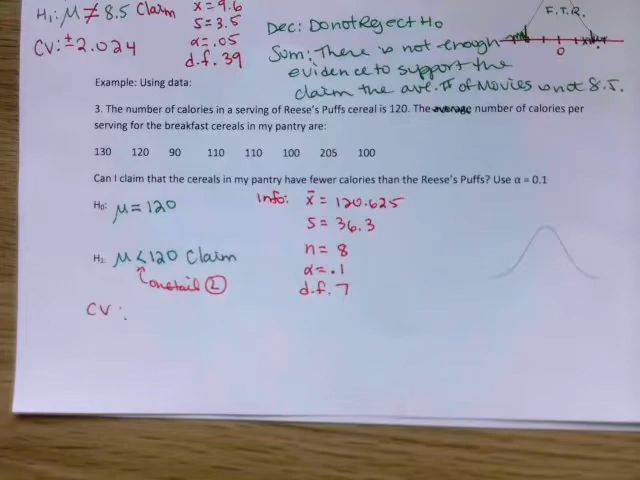 H₁: μ ≠ 8.5 Claim
x̄ = 9.6
s = 3.5
α = .05
d.f. 39
CV: ± 2.024
Dec: Do not Reject Ho
F.T.R.
0
Sum: There is not enough
evidence to support the
claim the ave. # of Movies is not 8.5.
Example: Using data:
3. The number of calories in a serving of Reese's Puffs cereal is 120. The average number of calories per
serving for the breakfast cereals in my pantry are:
130 120 90 110 110 100 205 100
Can I claim that the cereals in my pantry have fewer calories than the Reese's Puffs? Use α = 0.1
H₀: μ = 120
Info: x̄ = 120.625
s = 36.3
n = 8
α = .1
d.f. 7
H₁ μ < 120 Claim
onetail L
CV: